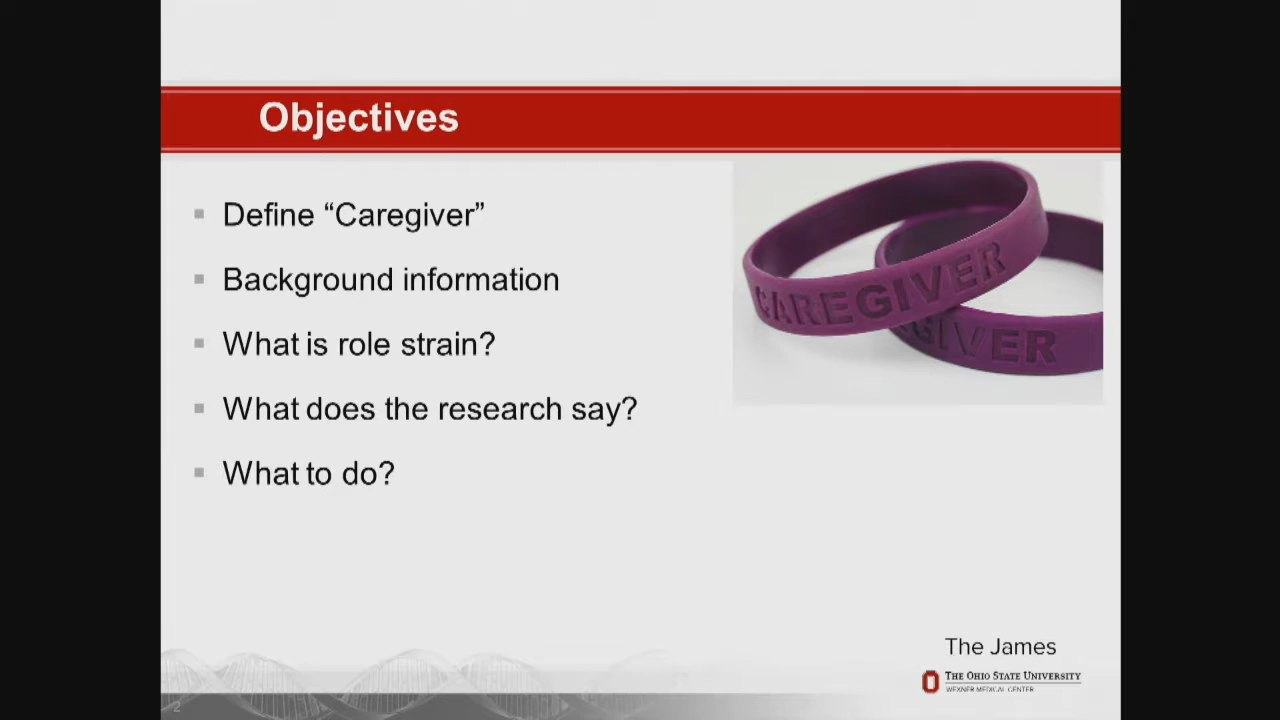 Objectives
Define “Caregiver”
Background information
What is role strain?
What does the research say?
What to do?
CAREGIVER
GIVER
The James
THE OHIO STATE UNIVERSITY
WEXNER MEDICAL CENTER
2